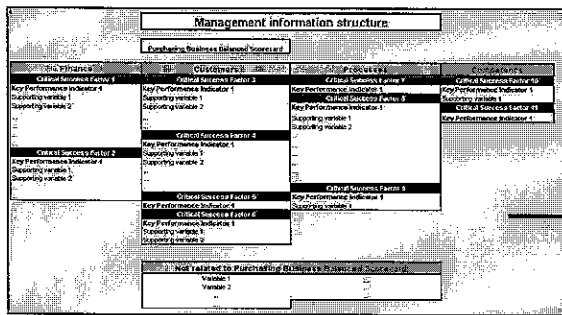 Management information structure
Purchasing Business Balanced Scorecard
Finance
Critical Success Factor 1
Key Performance Indicator 1
Supporting variable 1
Supporting variable 2
...
...
...
Critical Success Factor 2
Key Performance Indicator 1
Supporting variable 1
Supporting variable 2
Customers
Critical Success Factor 3
Key Performance Indicator 1
Supporting variable 1
Supporting variable 2
...
...
Critical Success Factor 4
Key Performance Indicator 1
Supporting variable 1
Supporting variable 2
...
...
Critical Success Factor 5
Key Performance Indicator 1
Critical Success Factor 6
Key Performance Indicator 1
Supporting variable 1
Supporting variable 2
Processes
Critical Success Factor 7
Key Performance Indicator 1
Critical Success Factor 8
Key Performance Indicator 1
Supporting variable 1
Supporting variable 2
...
...
...
Critical Success Factor 9
Key Performance Indicator 1
Supporting variable 1
Critical Success Factor 10
Key Performance Indicator 1
Supporting variable 1
Critical Success Factor 11
Key Performance Indicator 1
Not related to Purchasing Business Balanced Scorecard
Variable 1
Variable 2
...
...